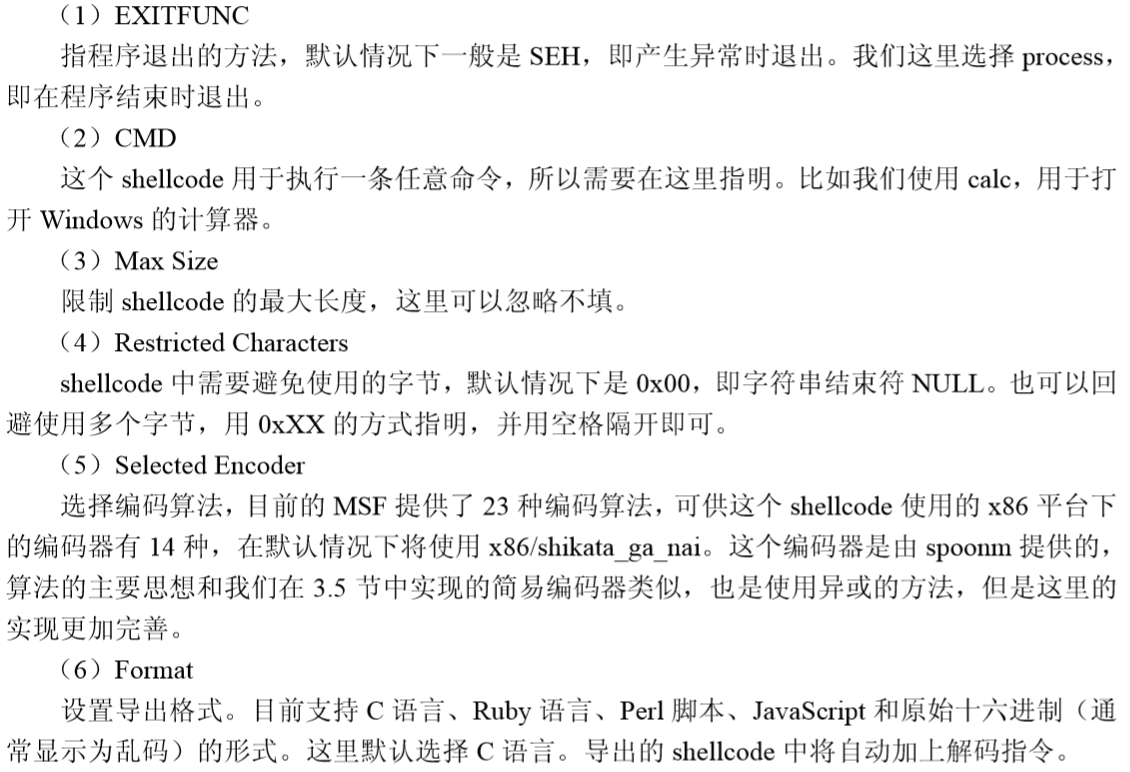 （1）EXITFUNC
指程序退出的方法，默认情况下一般是 SEH，即产生异常时退出。我们这里选择 process，
即在程序结束时退出。
（2）CMD
这个 shellcode 用于执行一条任意命令，所以需要在这里指明。比如我们使用 calc，用于打
开 Windows 的计算器。
（3）Max Size
限制 shellcode 的最大长度，这里可以忽略不填。
（4）Restricted Characters
shellcode 中需要避免使用的字节，默认情况下是 0x00，即字符串结束符 NULL。也可以回
避使用多个字节，用 0xXX 的方式指明，并用空格隔开即可。
（5）Selected Encoder
选择编码算法，目前的 MSF 提供了 23 种编码算法，可供这个 shellcode 使用的 x86 平台下
的编码器有 14 种，在默认情况下将使用 x86/shikata_ga_nai。这个编码器是由 spoonm 提供的，
算法的主要思想和我们在 3.5 节中实现的简易编码器类似，也是使用异或的方法，但是这里的
实现更加完善。
（6）Format
设置导出格式。目前支持 C 语言、Ruby 语言、Perl 脚本、JavaScript 和原始十六进制（通
常显示为乱码）的形式。这里默认选择 C 语言。导出的 shellcode 中将自动加上解码指令。